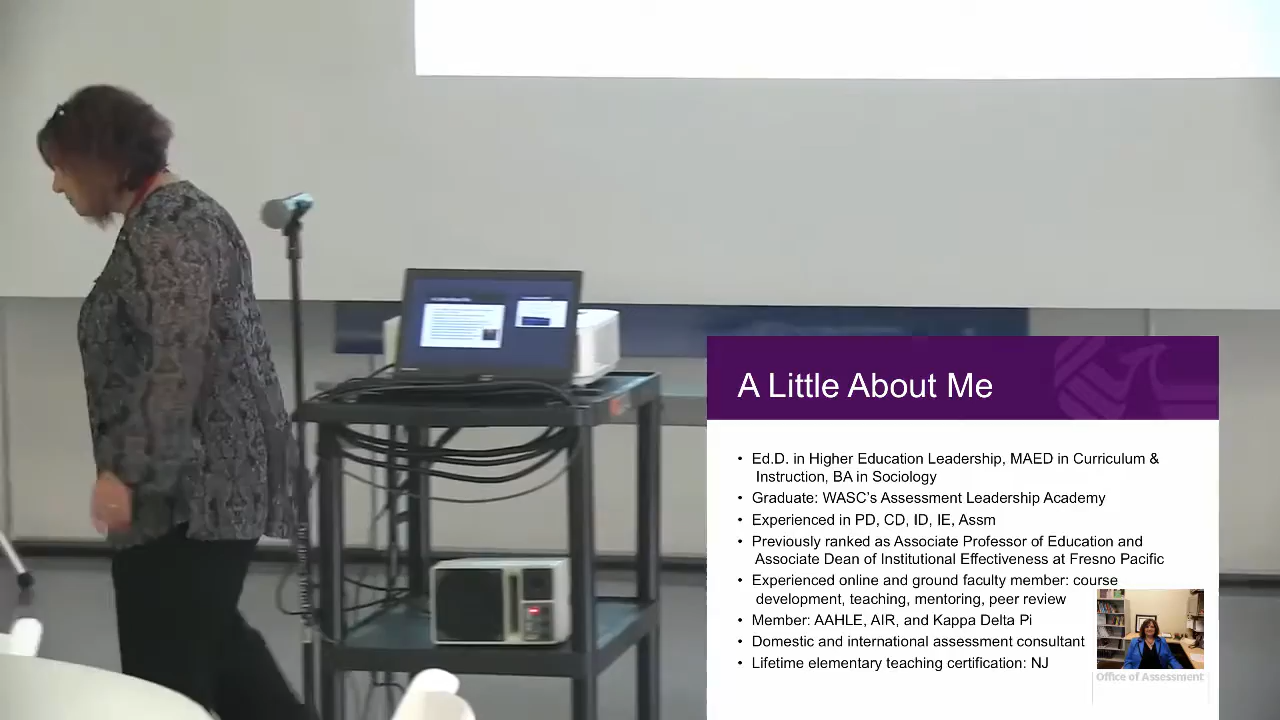 A Little About Me
• Ed.D. in Higher Education Leadership, MAED in Curriculum &
Instruction, BA in Sociology
• Graduate: WASC's Assessment Leadership Academy
• Experienced in PD, CD, ID, IE, Assm
• Previously ranked as Associate Professor of Education and
Associate Dean of Institutional Effectiveness at Fresno Pacific
• Experienced online and ground faculty member: course
development, teaching, mentoring, peer review
• Member: AAHLE, AIR, and Kappa Delta Pi
• Domestic and international assessment consultant
• Lifetime elementary teaching certification: NJ
Office of Assessment